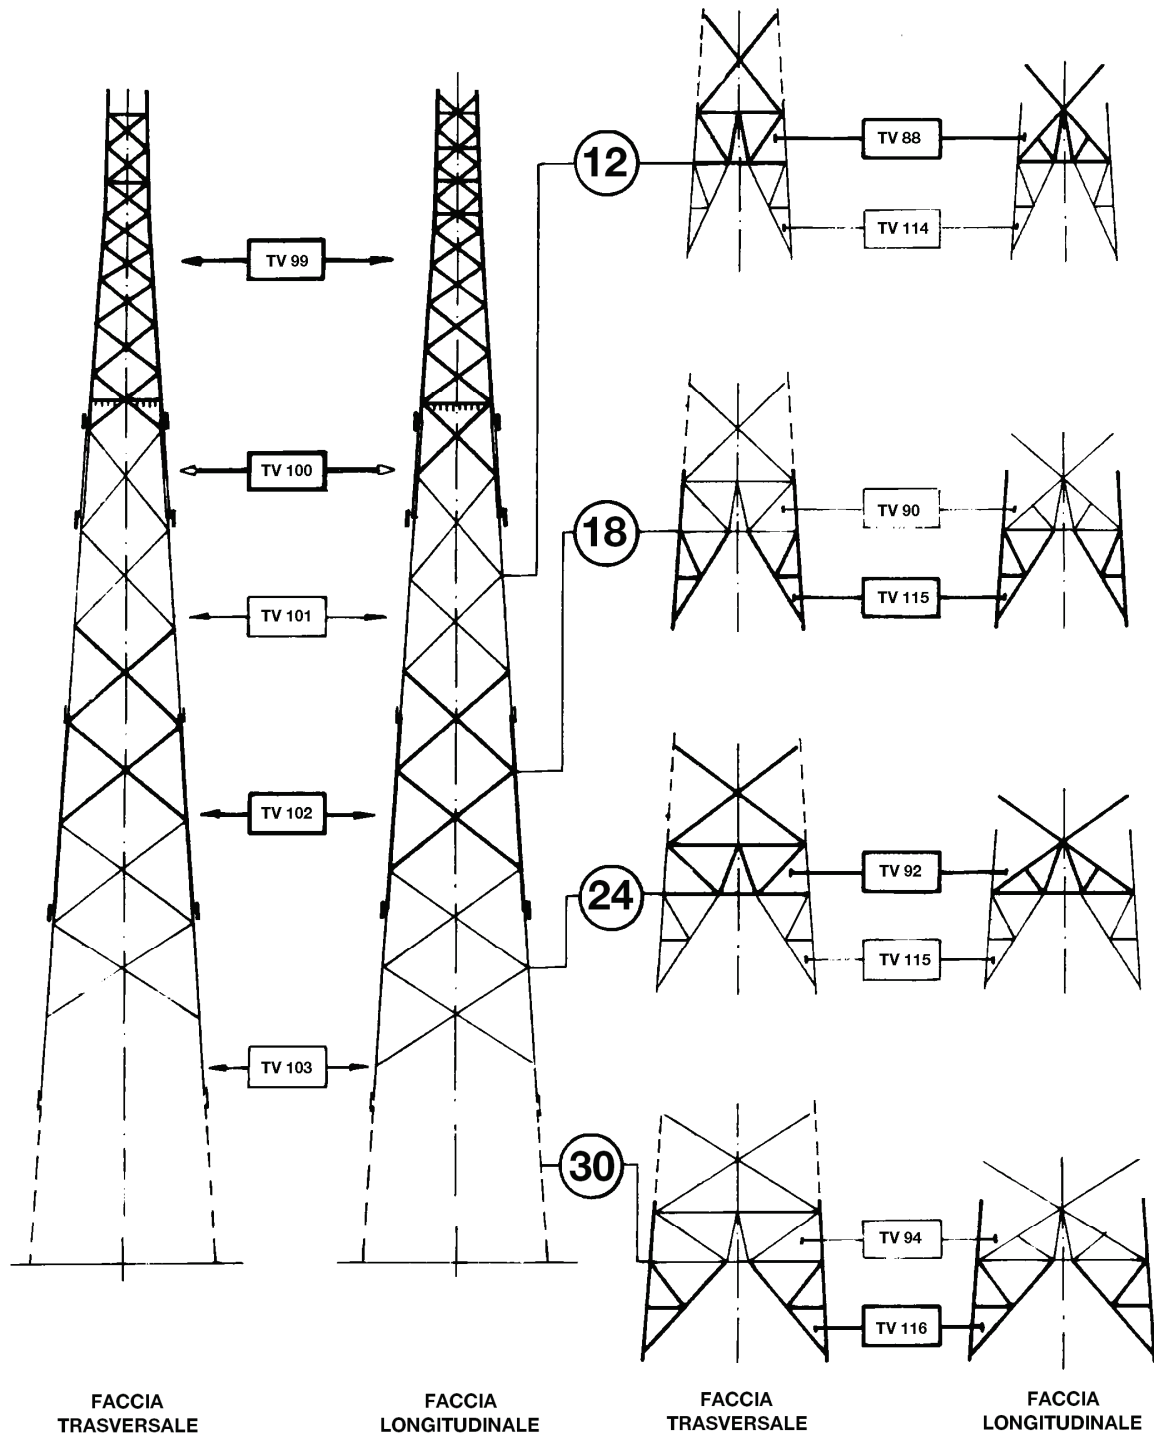 12
TV 88
TV 114
TV 99
TV 100
18
TV 90
TV 115
TV 101
TV 102
24
TV 92
TV 115
TV 103
30
TV 94
TV 116
FACCIA
TRASVERSALE
FACCIA
LONGITUDINALE
FACCIA
TRASVERSALE
FACCIA
LONGITUDINALE